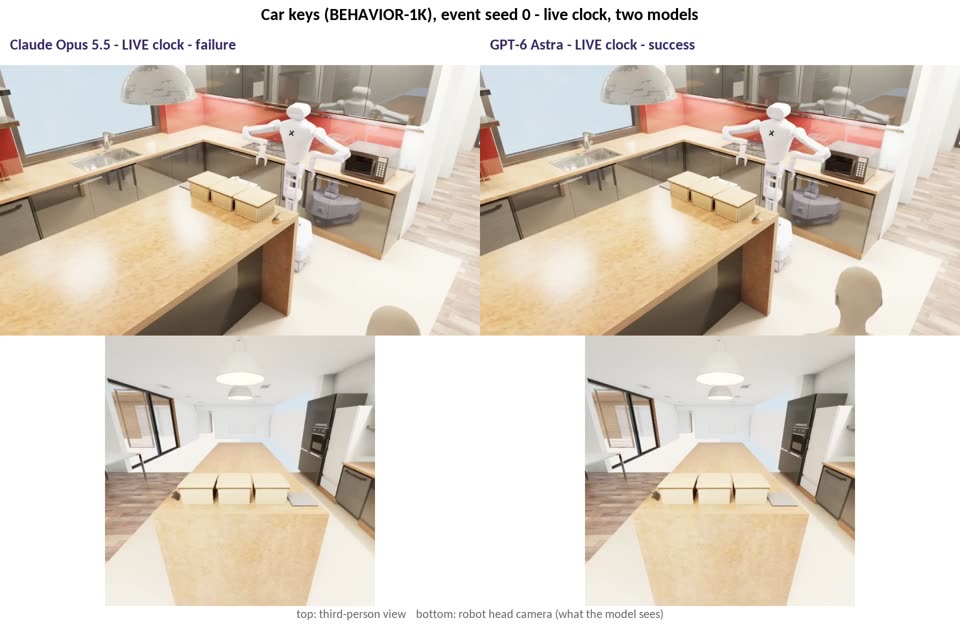 Car keys (BEHAVIOR-1K), event seed 0 - live clock, two models
Claude Opus 5.5 - LIVE clock - failure
GPT-6 Astra - LIVE clock - success
top: third-person view bottom: robot head camera (what the model sees)